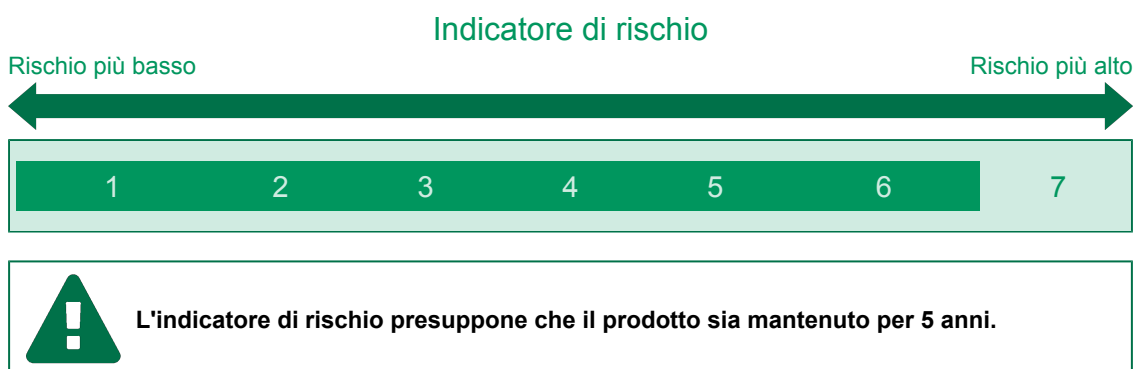 Indicatore di rischio
Rischio più basso Rischio più alto
1 2 3 4 5 6 7
L'indicatore di rischio presuppone che il prodotto sia mantenuto per 5 anni.